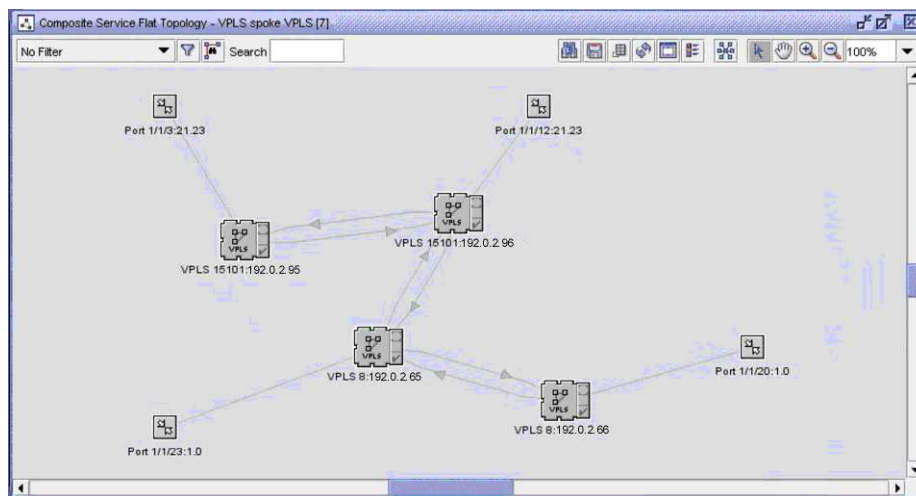 Composite Service Flat Topology - VPLS spoke VPLS [7]
No Filter
Search
100%
Port 1/1/3:21.23
Port 1/1/12:21.23
VPLS
VPLS 15101:192.0.2.96
VPLS
VPLS 15101:192.0.2.95
VPLS
VPLS 8:192.0.2.65
Port 1/1/20:1.0
VPLS
VPLS 8:192.0.2.66
Port 1/1/23:1.0